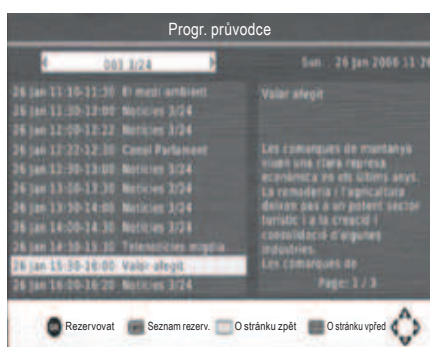 Progr. průvodce
003 3/24
Sun 26 Jan 2008 11:26
26 Jan 11:10-11:30 El medi ambient
26 Jan 11:30-12:00 Notícies 3/24
26 Jan 12:00-12:22 Notícies 3/24
26 Jan 12:22-12:30 Canal Parlament
26 Jan 12:30-13:00 Notícies 3/24
26 Jan 13:00-13:30 Notícies 3/24
26 Jan 13:30-14:00 Notícies 3/24
26 Jan 14:00-14:30 Notícies 3/24
26 Jan 14:30-15:30 Telenotícies migdia
26 Jan 15:30-16:00 Valor afegit
26 Jan 16:00-16:20 Notícies 3/24
Valor afegit
Les comarques de muntanya
viuen una clara represa
econòmica en els últims anys.
La ramaderia i l'agricultura
deixen pas a un potent sector
turístic i a la creació i
consolidació d'algunes
indústries.
Les comarques de
Page: 1/3
Rezervovat
Seznam rezerv.
O stránku zpět
O stránku vpřed